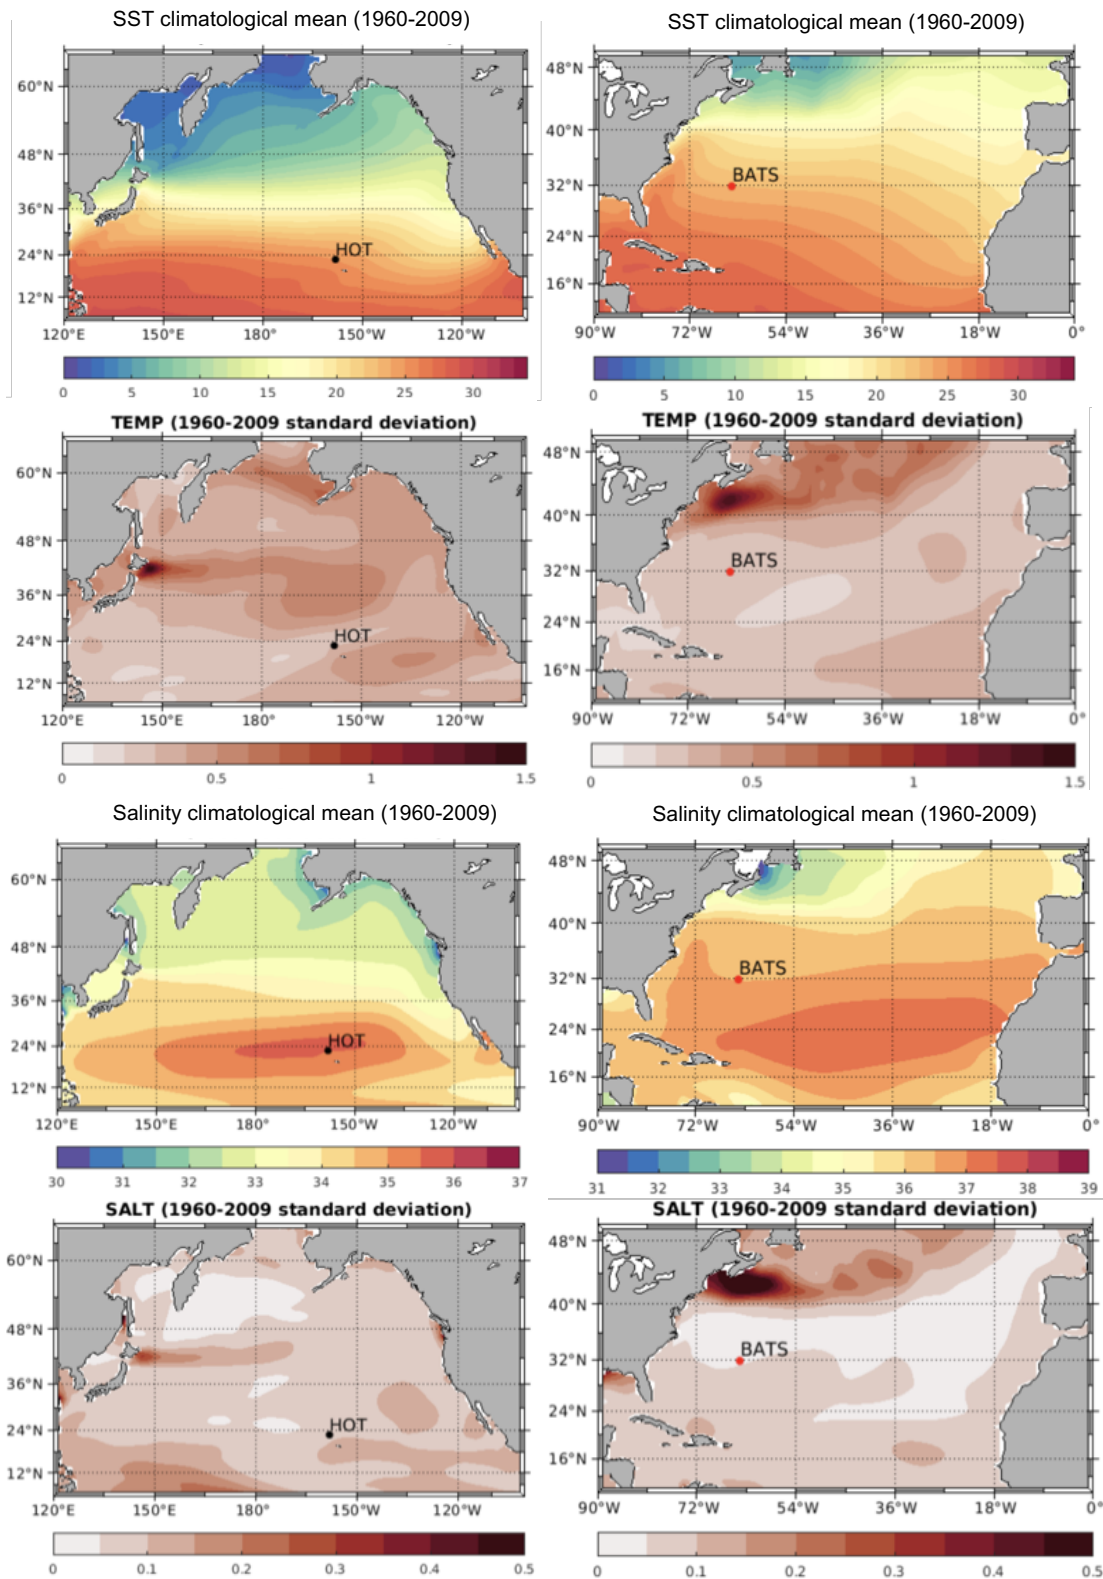 SST climatological mean (1960-2009)
60°N
48°N
36°N
24°N
12°N
HOT
120°E 150°E 180°E 150°W 120°W
0 5 10 15 20 25 30
SST climatological mean (1960-2009)
48°N
40°N
32°N
24°N
16°N
BATS
90°W 72°W 54°W 36°W 18°W 0°
0 5 10 15 20 25 30
TEMP (1960-2009 standard deviation)
60°N
48°N
36°N
24°N
12°N
HOT
120°E 150°E 180°E 150°W 120°W
0 0.5 1 1.5
TEMP (1960-2009 standard deviation)
48°N
40°N
32°N
24°N
16°N
BATS
90°W 72°W 54°W 36°W 18°W 0°
0 0.5 1 1.5
Salinity climatological mean (1960-2009)
60°N
48°N
36°N
24°N
12°N
HOT
120°E 150°E 180°E 150°W 120°W
30 31 32 33 34 35 36 37
Salinity climatological mean (1960-2009)
48°N
40°N
32°N
24°N
16°N
BATS
90°W 72°W 54°W 36°W 18°W 0°
31 32 33 34 35 36 37 38 39
SALT (1960-2009 standard deviation)
60°N
48°N
36°N
24°N
12°N
HOT
120°E 150°E 180°E 150°W 120°W
0 0.1 0.2 0.3 0.4 0.5
SALT (1960-2009 standard deviation)
48°N
40°N
32°N
24°N
16°N
BATS
90°W 72°W 54°W 36°W 18°W 0°
0 0.1 0.2 0.3 0.4 0.5